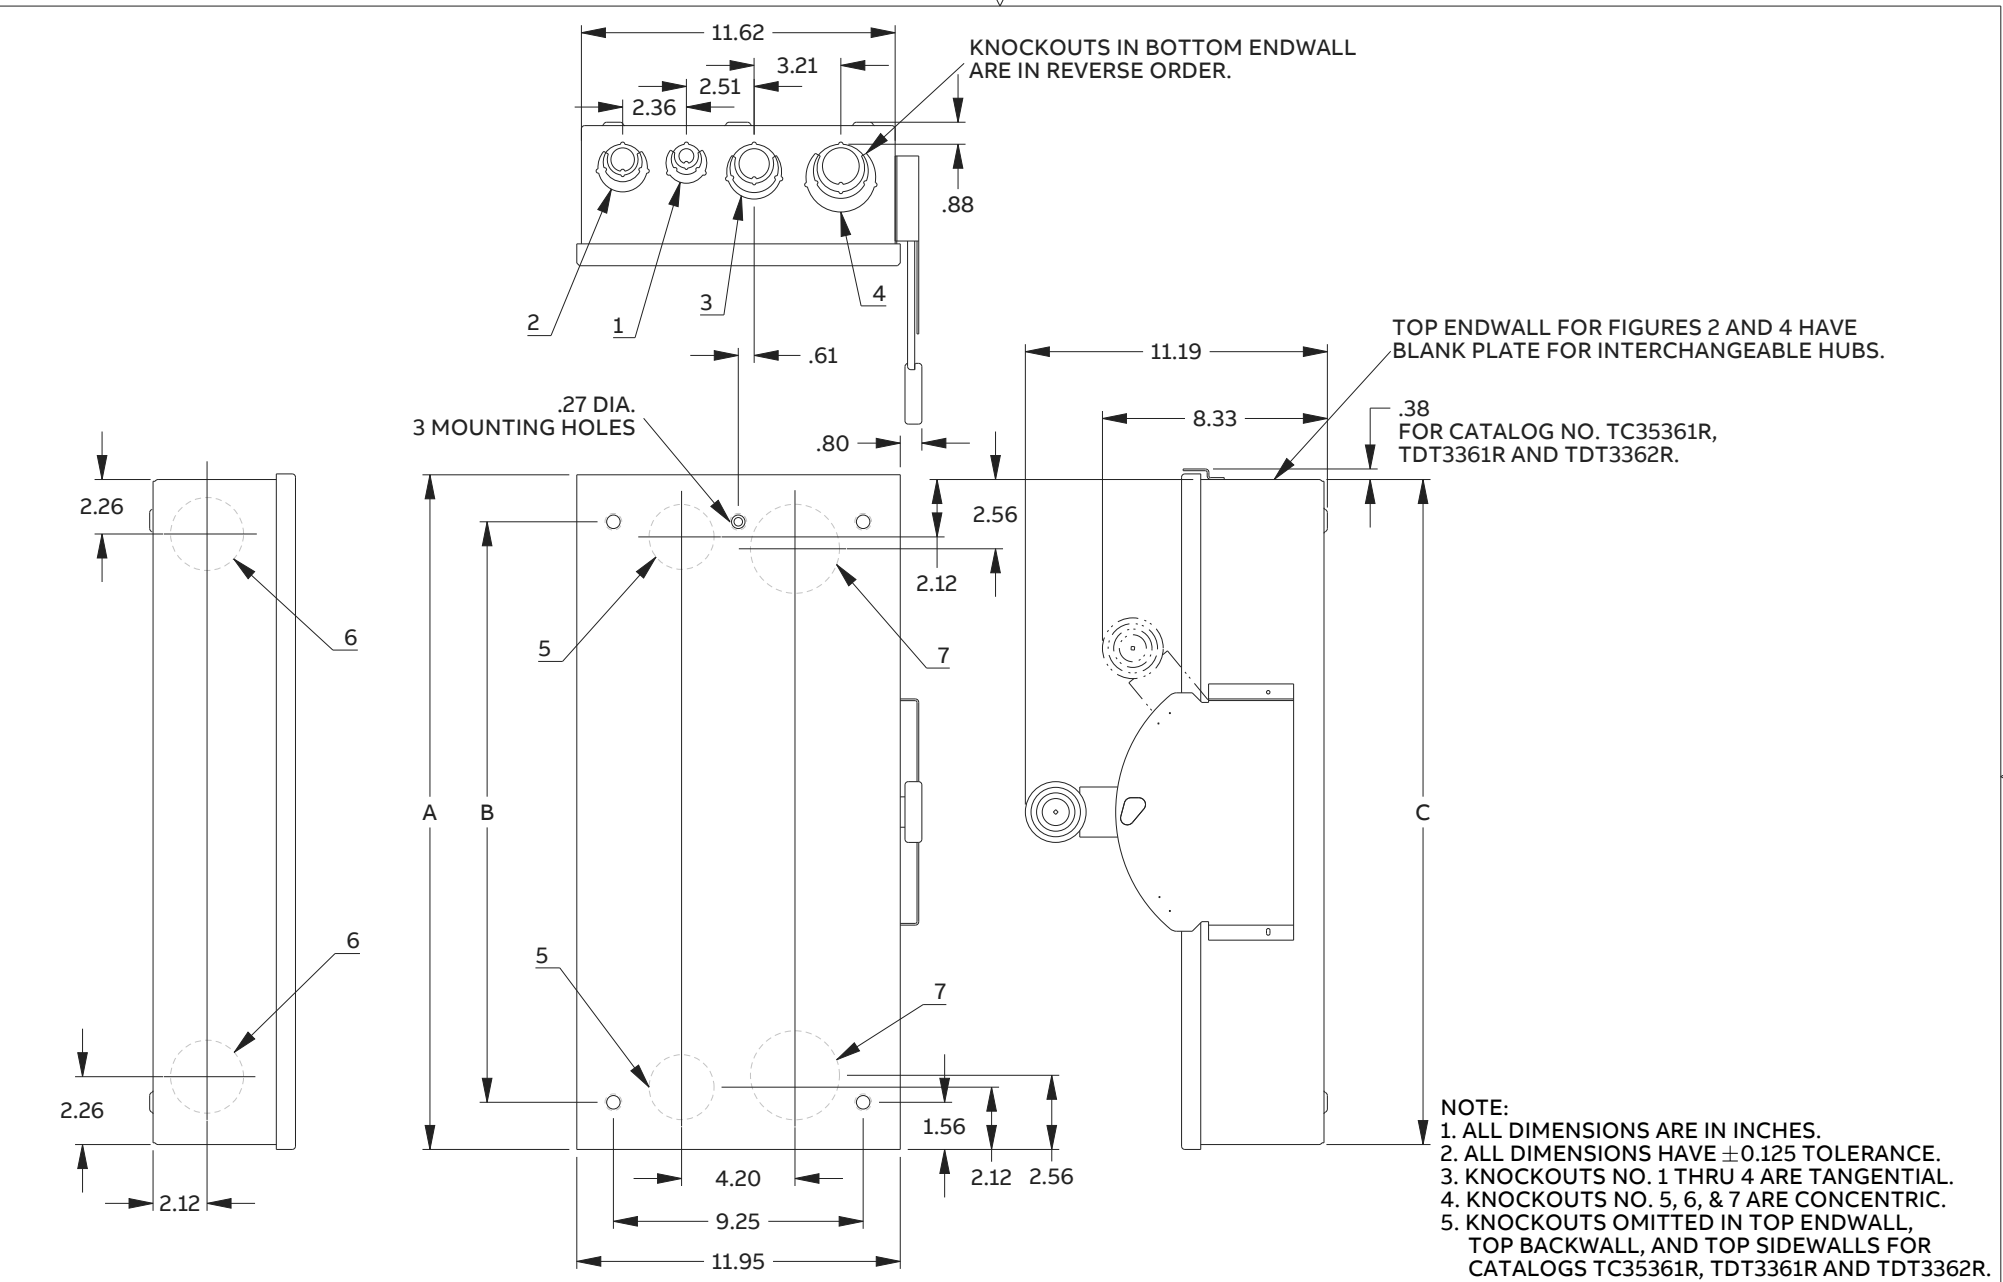 11.62
KNOCKOUTS IN BOTTOM ENDWALL
ARE IN REVERSE ORDER.
3.21
2.51
2.36
.88
2
1
3
4
.61
TOP ENDWALL FOR FIGURES 2 AND 4 HAVE
BLANK PLATE FOR INTERCHANGEABLE HUBS.
11.19
.27 DIA.
3 MOUNTING HOLES
.80
8.33
.38
FOR CATALOG NO. TC35361R,
TDT3361R AND TDT3362R.
2.26
2.56
2.12
6
5
7
A
B
C
6
5
7
2.26
1.56
2.12
2.56
2.12
4.20
9.25
11.95
NOTE:
1. ALL DIMENSIONS ARE IN INCHES.
2. ALL DIMENSIONS HAVE ±0.125 TOLERANCE.
3. KNOCKOUTS NO. 1 THRU 4 ARE TANGENTIAL.
4. KNOCKOUTS NO. 5, 6, & 7 ARE CONCENTRIC.
5. KNOCKOUTS OMITTED IN TOP ENDWALL,
TOP BACKWALL, AND TOP SIDEWALLS FOR
CATALOGS TC35361R, TDT3361R AND TDT3362R.